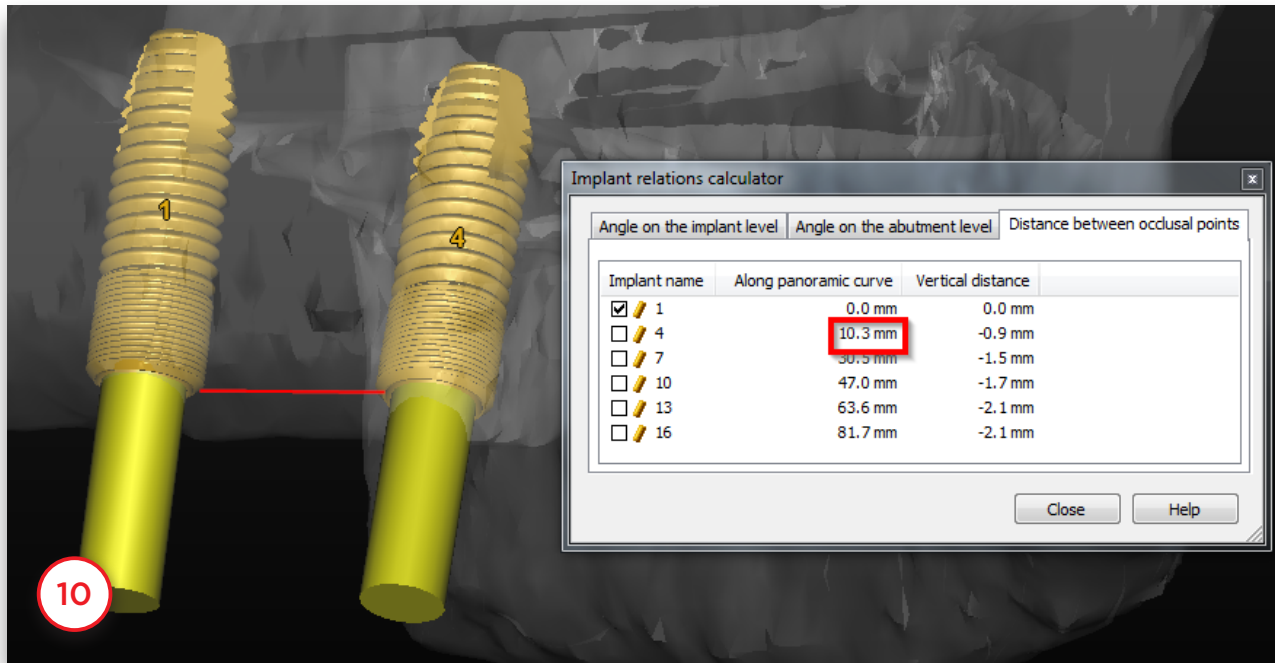 1
4
Implant relations calculator
x
Angle on the implant level Angle on the abutment level Distance between occlusal points
Implant name Along panoramic curve Vertical distance
1 0.0 mm 0.0 mm
4 10.3 mm -0.9 mm
7 30.5 mm -1.5 mm
10 47.0 mm -1.7 mm
13 63.6 mm -2.1 mm
16 81.7 mm -2.1 mm
Close Help
10